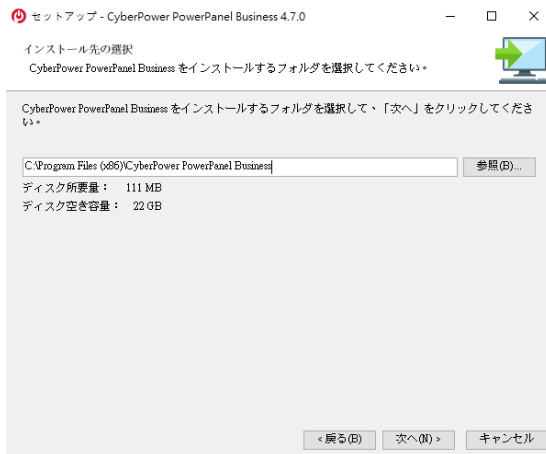 セットアップ - CyberPower PowerPanel Business 4.7.0
インストール先の選択
CyberPower PowerPanel Business をインストールするフォルダを選択してください。
CyberPower PowerPanel Business をインストールするフォルダを選択して、「次へ」をクリックしてくださ
い。
C:\Program Files (x86)\CyberPower PowerPanel Business
参照(B)...
ディスク所要量： 111 MB
ディスク空き容量： 22 GB
<戻る(B)
次へ(N) >
キャンセル